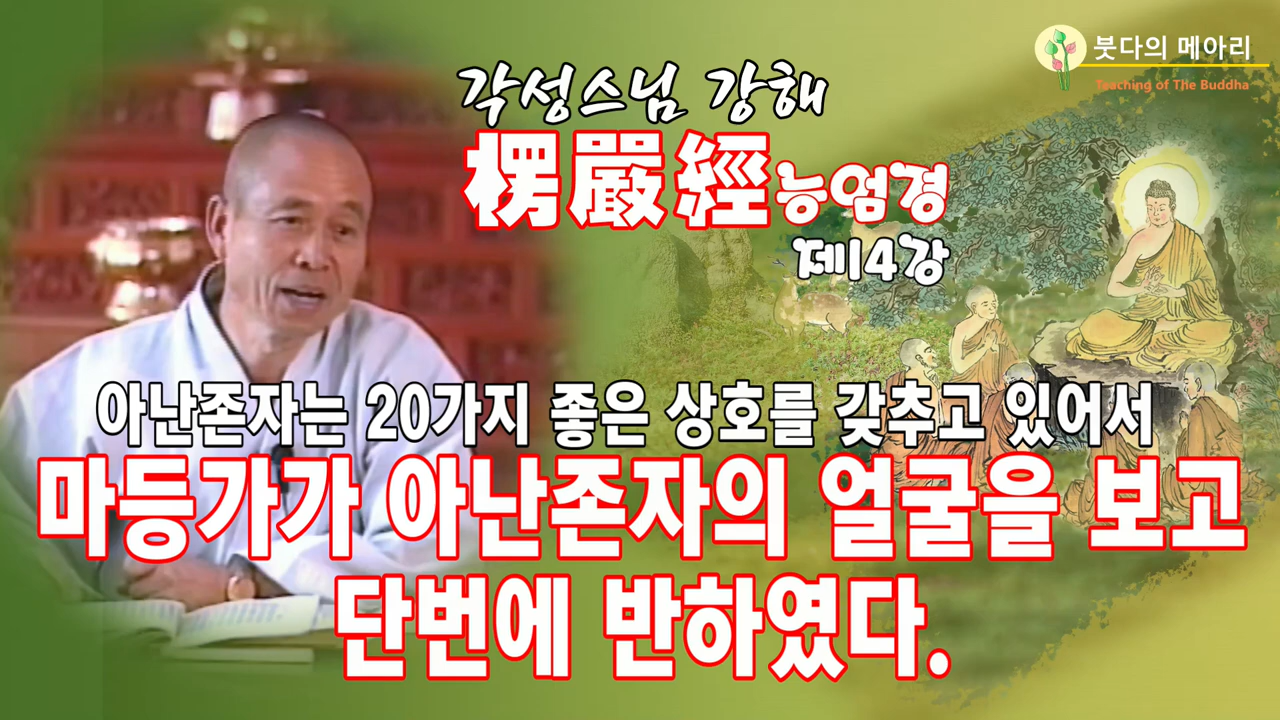 붓다의 메아리
Teaching of The Buddha
각성스님 강해
楞嚴經능엄경
제14강
아난존자는 20가지 좋은 상호를 갖추고 있어서
마등가가 아난존자의 얼굴을 보고
단번에 반하였다.